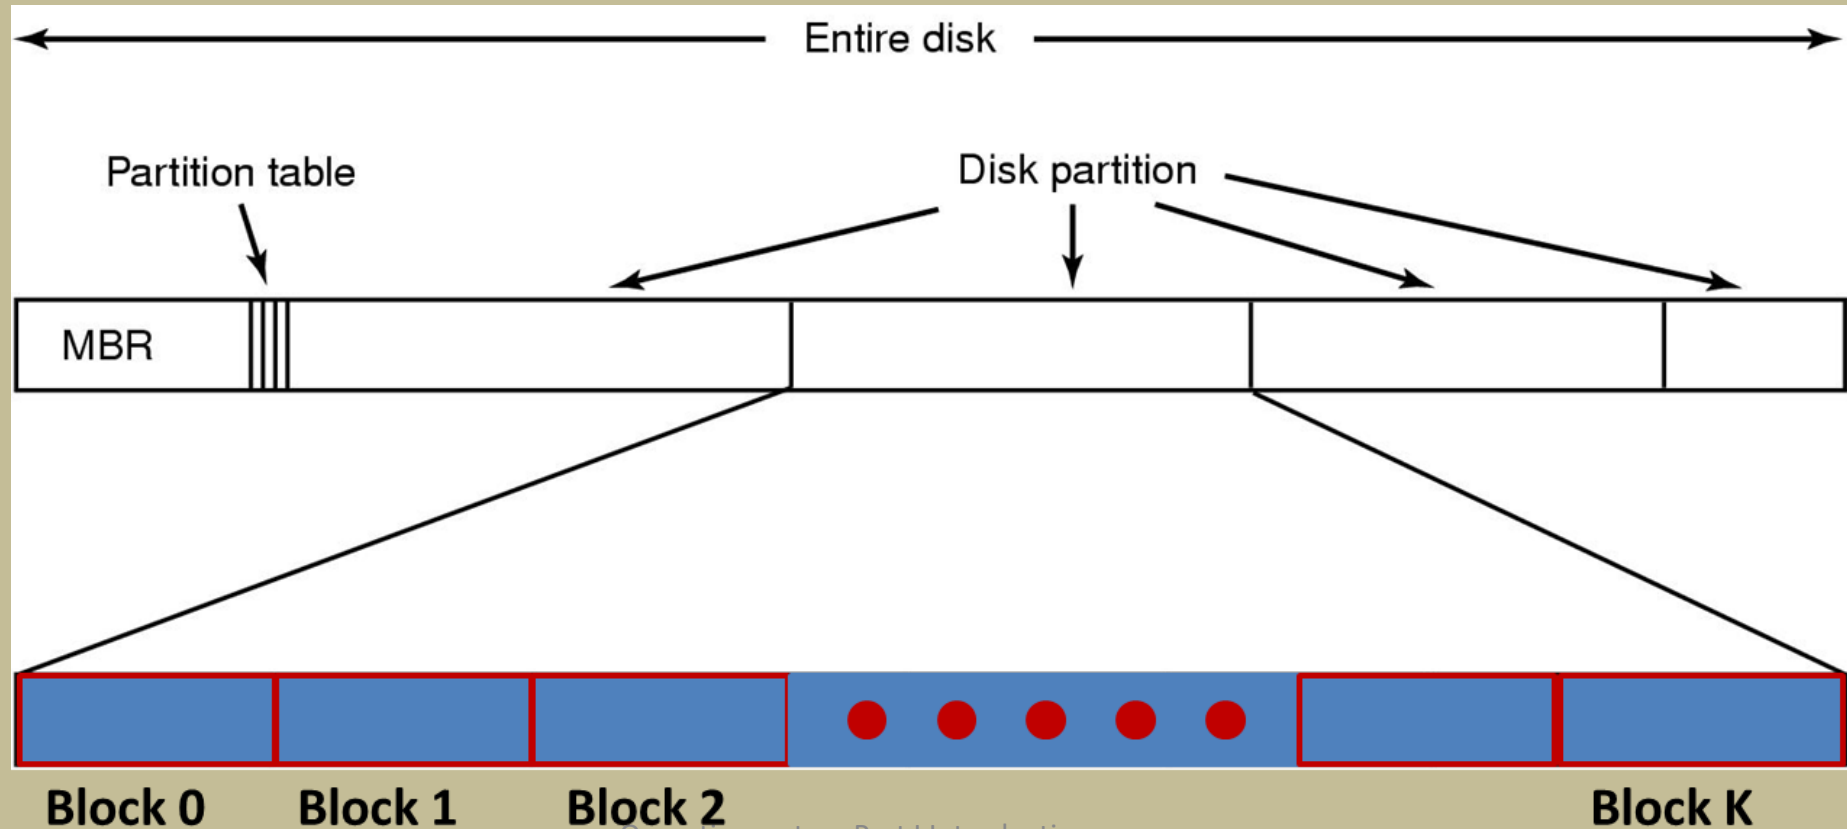 Entire disk
Partition table
Disk partition
MBR
Block 0
Block 1
Block 2
Block K